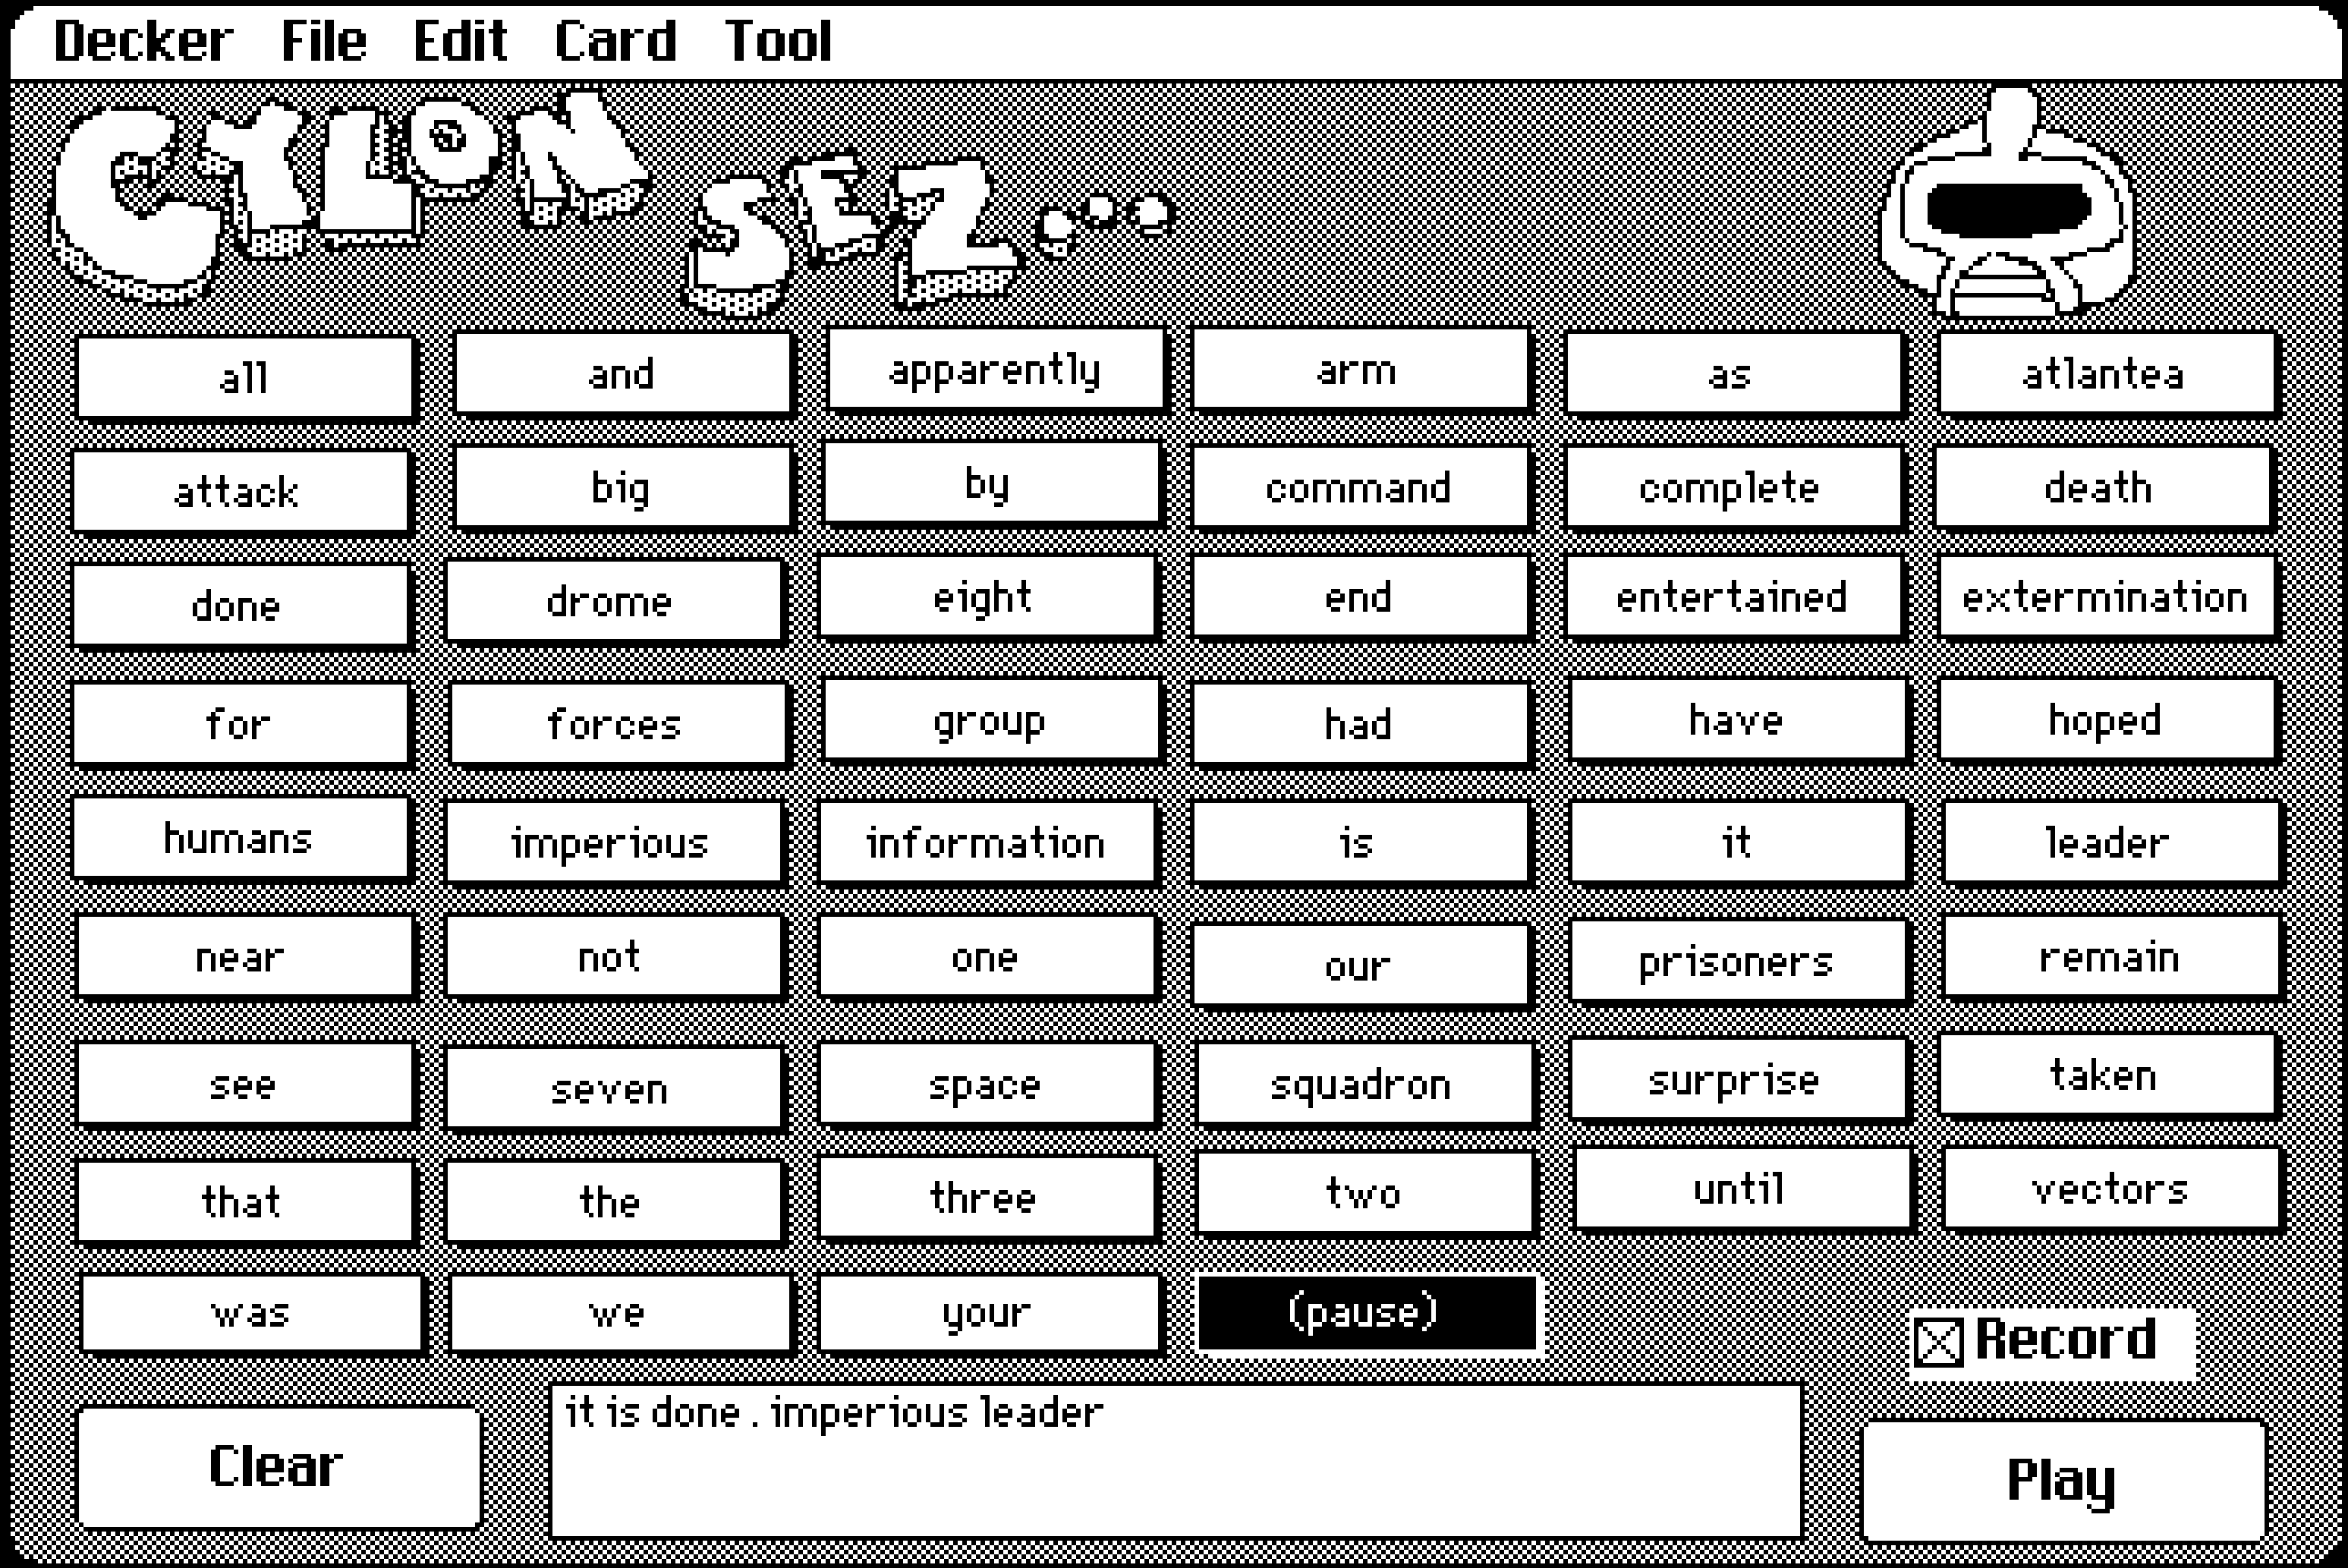 Decker File Edit Card Tool
CYLON
SEZ...
all and apparently arm as atlantea
attack big by command complete death
done drome eight end entertained extermination
for forces group had have hoped
humans imperious information is it leader
near not one our prisoners remain
see seven space squadron surprise taken
that the three two until vectors
was we your (pause)
Record
it is done . imperious leader
Clear
Play